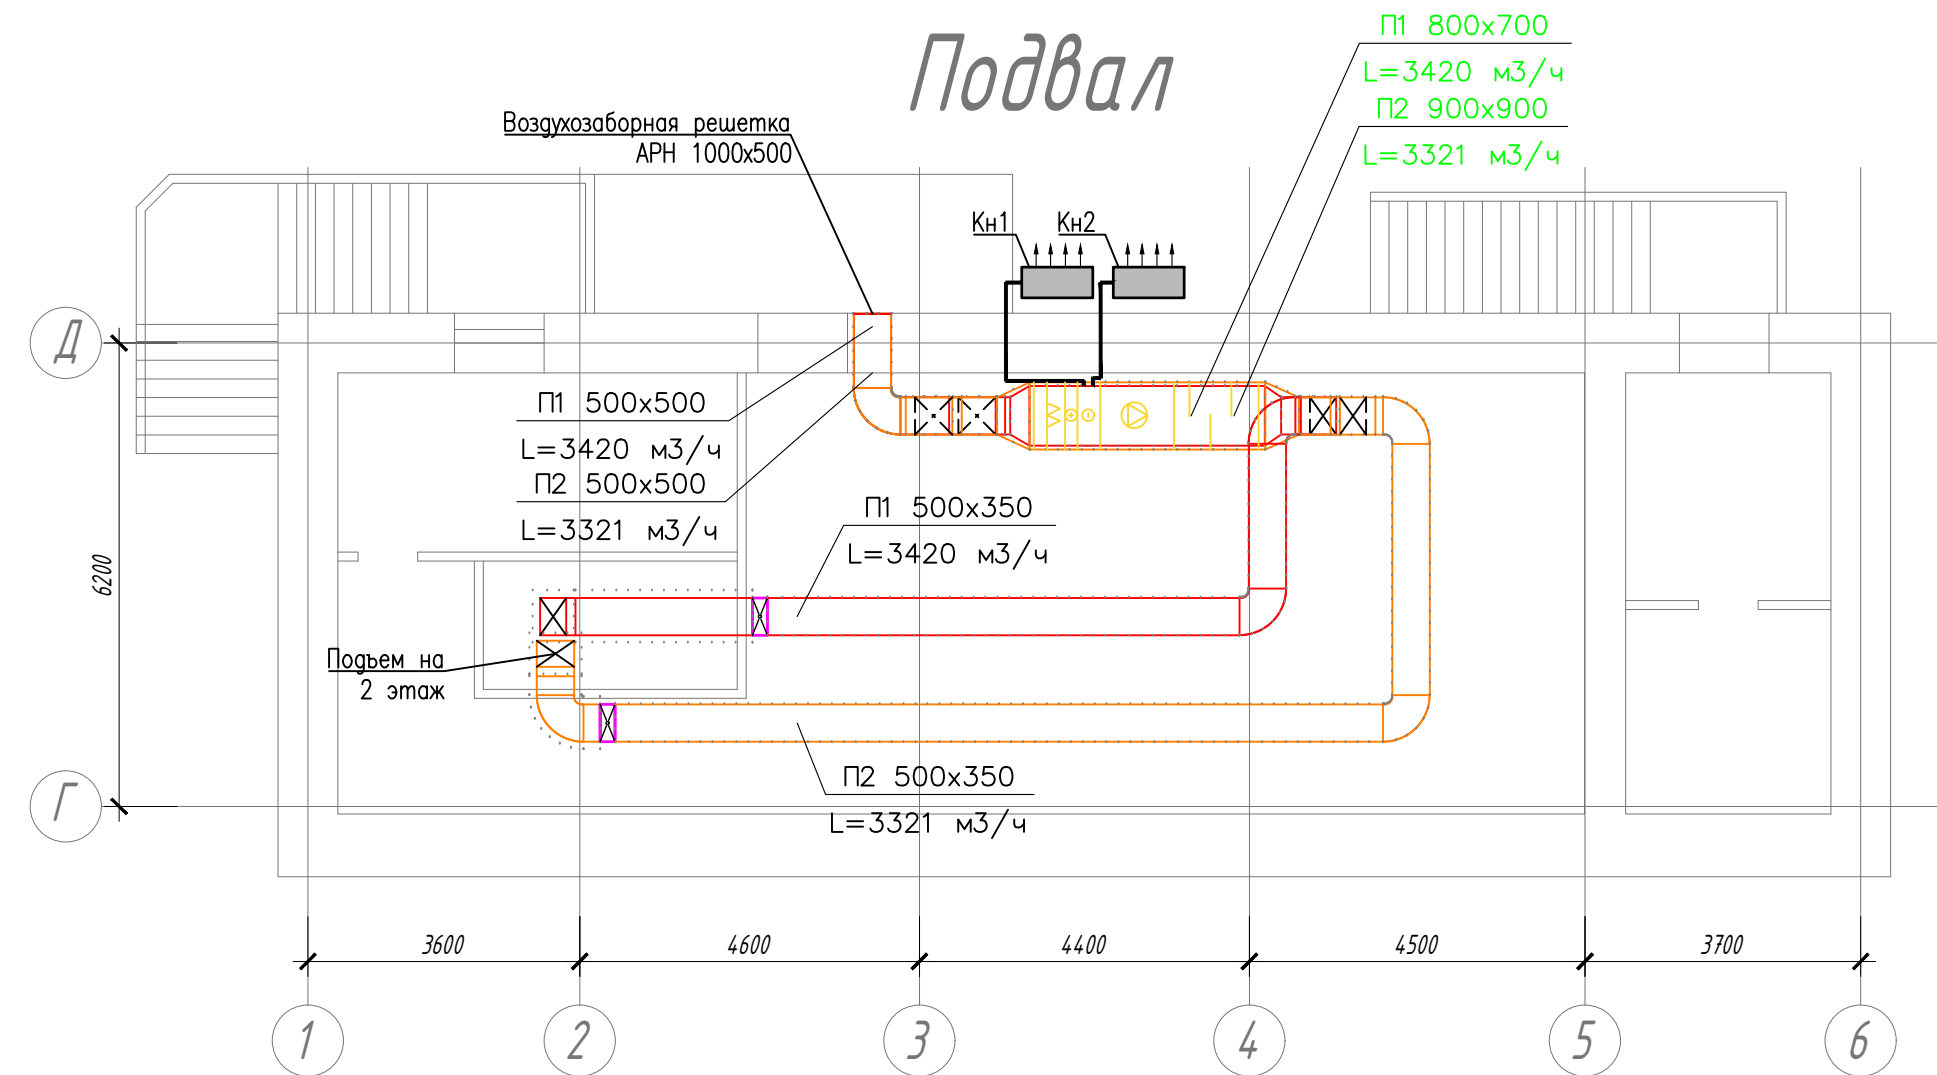 Подвал
П1 800х700
L=3420 м3/ч
П2 900х900
L=3321 м3/ч
Воздухозаборная решетка
АРН 1000х500
Кн1
Кн2
Д
П1 500х500
L=3420 м3/ч
П2 500х500
L=3321 м3/ч
П1 500х350
L=3420 м3/ч
6200
Подъем на
2 этаж
П2 500х350
L=3321 м3/ч
Г
3600
4600
4400
4500
3700
1
2
3
4
5
6